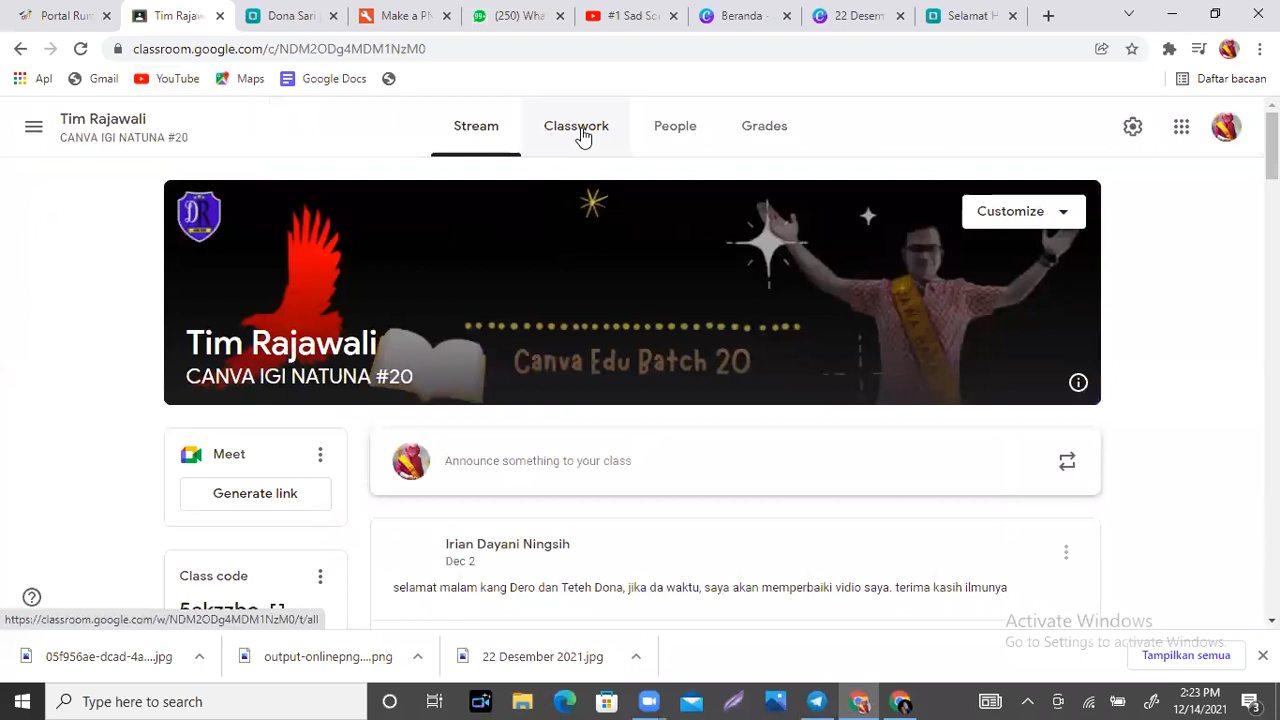 Portal Rum
Tim Rajawa
Dona Sari
Make a Ph
(250) Wha
#1 Sad So
Beranda -
22 Desem
Selamat H
classroom.google.com/c/NDM2ODg4MDM1NzM0
Apl
Gmail
YouTube
Maps
Google Docs
Daftar bacaan
Tim Rajawali
CANVA IGI NATUNA #20
Stream
Classwork
People
Grades
DR
Customize
Tim Rajawali
CANVA IGI NATUNA #20
Canva Edu Batch 20
Meet
Generate link
Announce something to your class
Irian Dayani Ningsih
Dec 2
Class code
selamat malam kang Dero dan Teteh Dona, jika da waktu, saya akan memperbaiki vidio saya. terima kasih ilmunya
https://classroom.google.com/w/NDM2ODg4MDM1NzM0/t/all
Activate Windows
Go to Settings to activate Windows.
05f956ae-dcad-4a....jpg
output-onlinepng....png
22 Desember 2021.jpg
Tampilkan semua
Type here to search
2:23 PM
12/14/2021
3